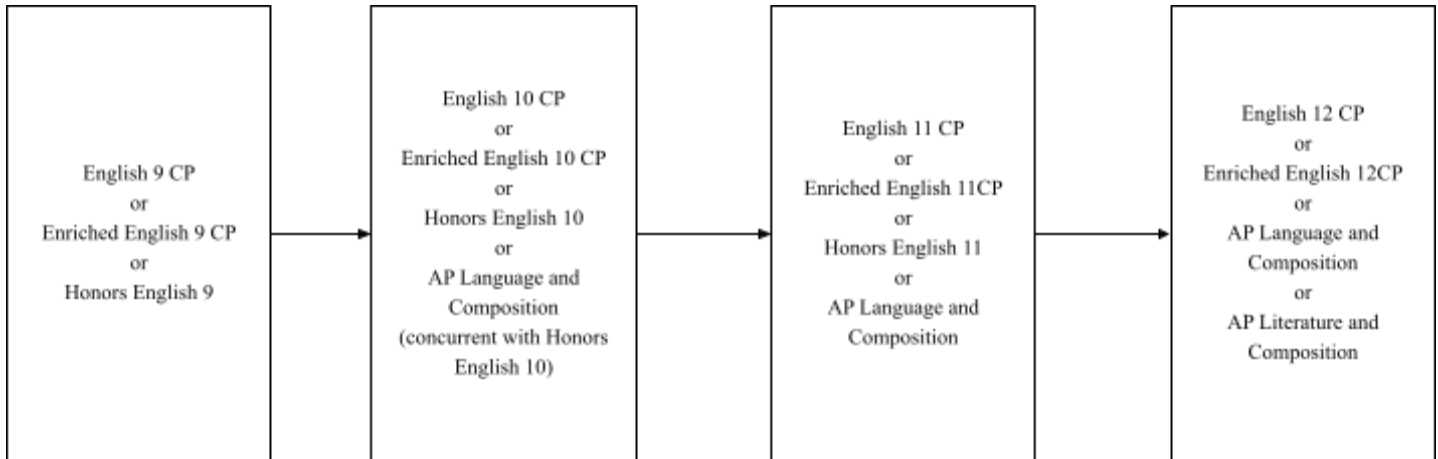 English 9 CP
or
Enriched English 9 CP
or
Honors English 9
English 10 CP
or
Enriched English 10 CP
or
Honors English 10
or
AP Language and
Composition
(concurrent with Honors
English 10)
English 11 CP
or
Enriched English 11CP
or
Honors English 11
or
AP Language and
Composition
English 12 CP
or
Enriched English 12CP
or
AP Language and
Composition
or
AP Literature and
Composition